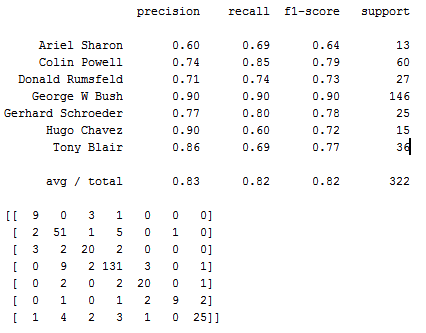 precision recall f1-score support
Ariel Sharon 0.60 0.69 0.64 13
Colin Powell 0.74 0.85 0.79 60
Donald Rumsfeld 0.71 0.74 0.73 27
George W Bush 0.90 0.90 0.90 146
Gerhard Schroeder 0.77 0.80 0.78 25
Hugo Chavez 0.90 0.60 0.72 15
Tony Blair 0.86 0.69 0.77 36
avg / total 0.83 0.82 0.82 322
[[ 9 0 3 1 0 0 0]
[ 2 51 1 5 0 1 0]
[ 3 2 20 2 0 0 0]
[ 0 9 2 131 3 0 1]
[ 0 2 0 2 20 0 1]
[ 0 1 0 1 2 9 2]
[ 1 4 2 3 1 0 25]]